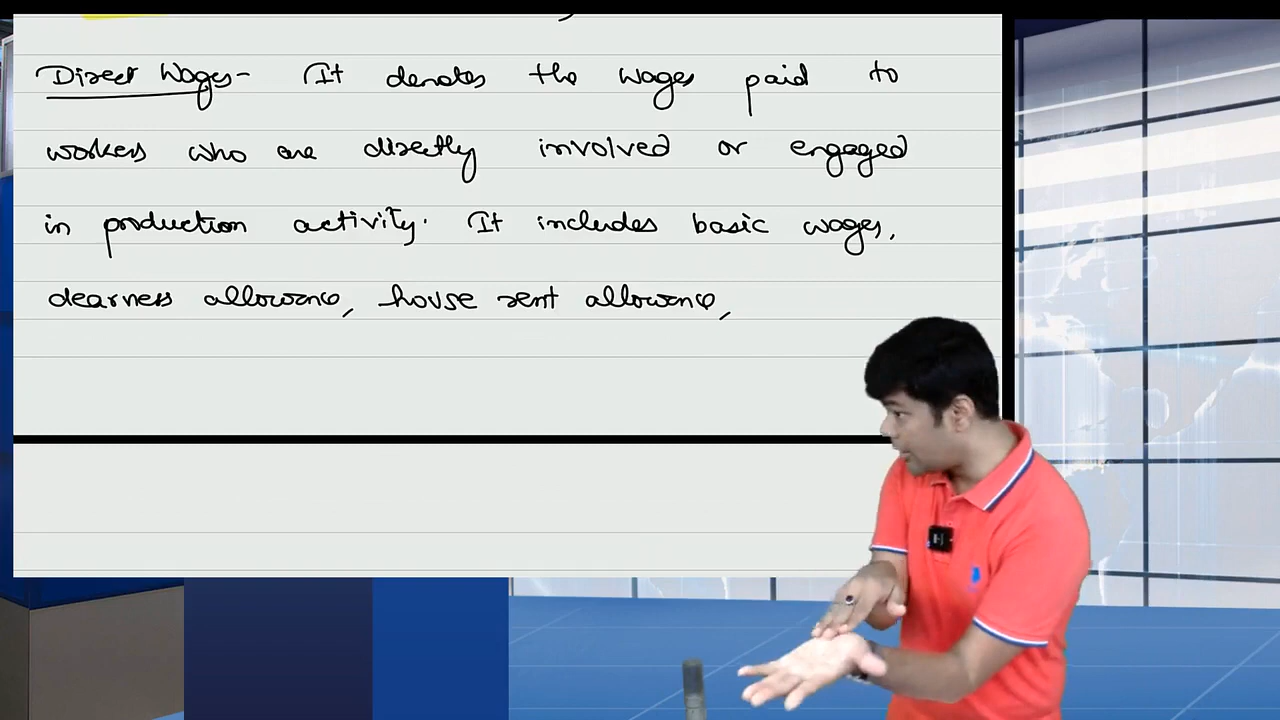 Direct Wages- It denotes the wages paid to
workers who are directly involved or engaged
in production activity. It includes basic wages,
dearness allowance, house rent allowance,